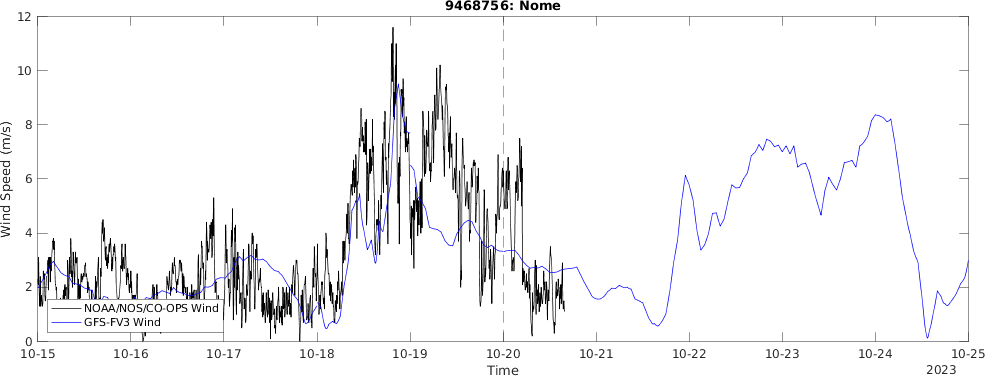 9468756: Nome
12
10
8
6
4
2
0
Wind Speed (m/s)
NOAA/NOS/CO-OPS Wind
GFS-FV3 Wind
10-15 10-16 10-17 10-18 10-19 10-20 10-21 10-22 10-23 10-24 10-25
Time
2023